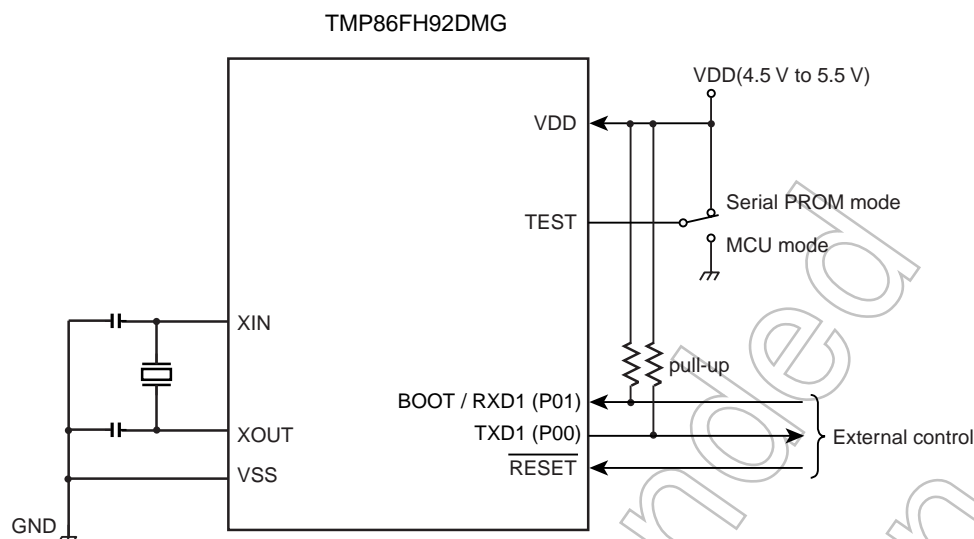 TMP86FH92DMG
VDD(4.5 V to 5.5 V)
VDD
Serial PROM mode
TEST
MCU mode
XIN
pull-up
BOOT / RXD1 (P01)
XOUT
TXD1 (P00)
External control
RESET
VSS
GND